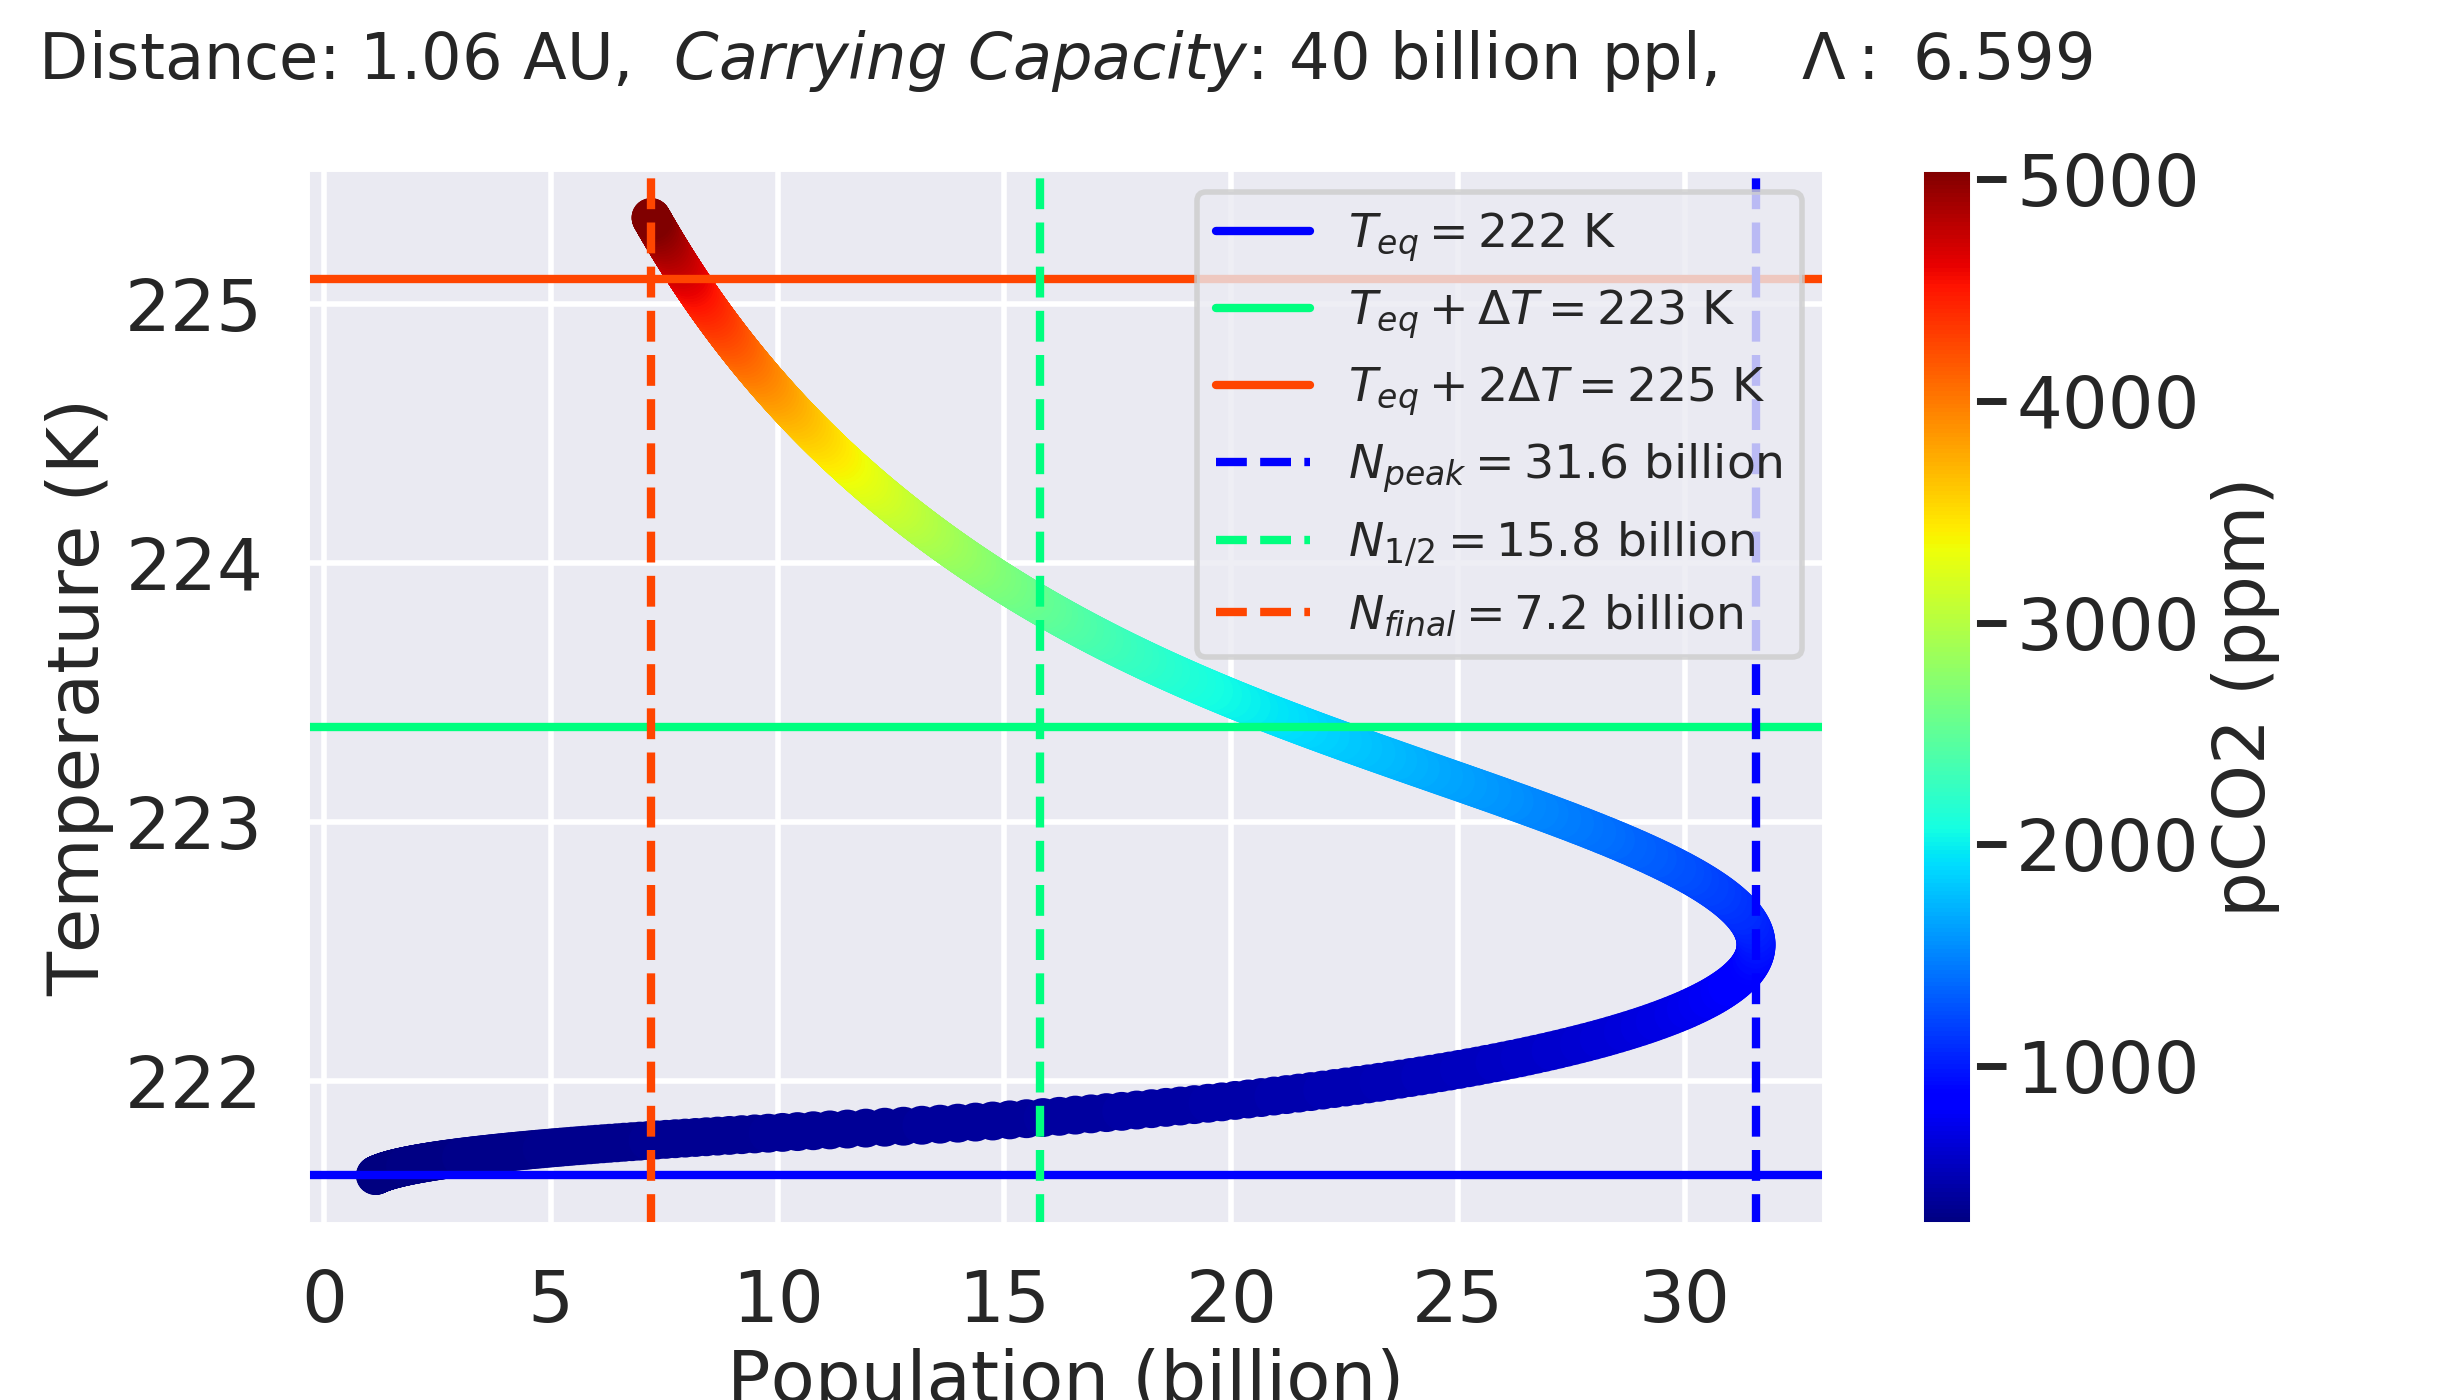 Distance: 1.06 AU, Carrying Capacity: 40 billion ppl, Λ : 6.599
T_eq = 222 K
T_eq + ΔT = 223 K
T_eq + 2ΔT = 225 K
N_peak = 31.6 billion
N_1/2 = 15.8 billion
N_final = 7.2 billion
Temperature (K)
225
224
223
222
0 5 10 15 20 25 30
Population (billion)
5000
4000
3000
2000
1000
pCO2 (ppm)